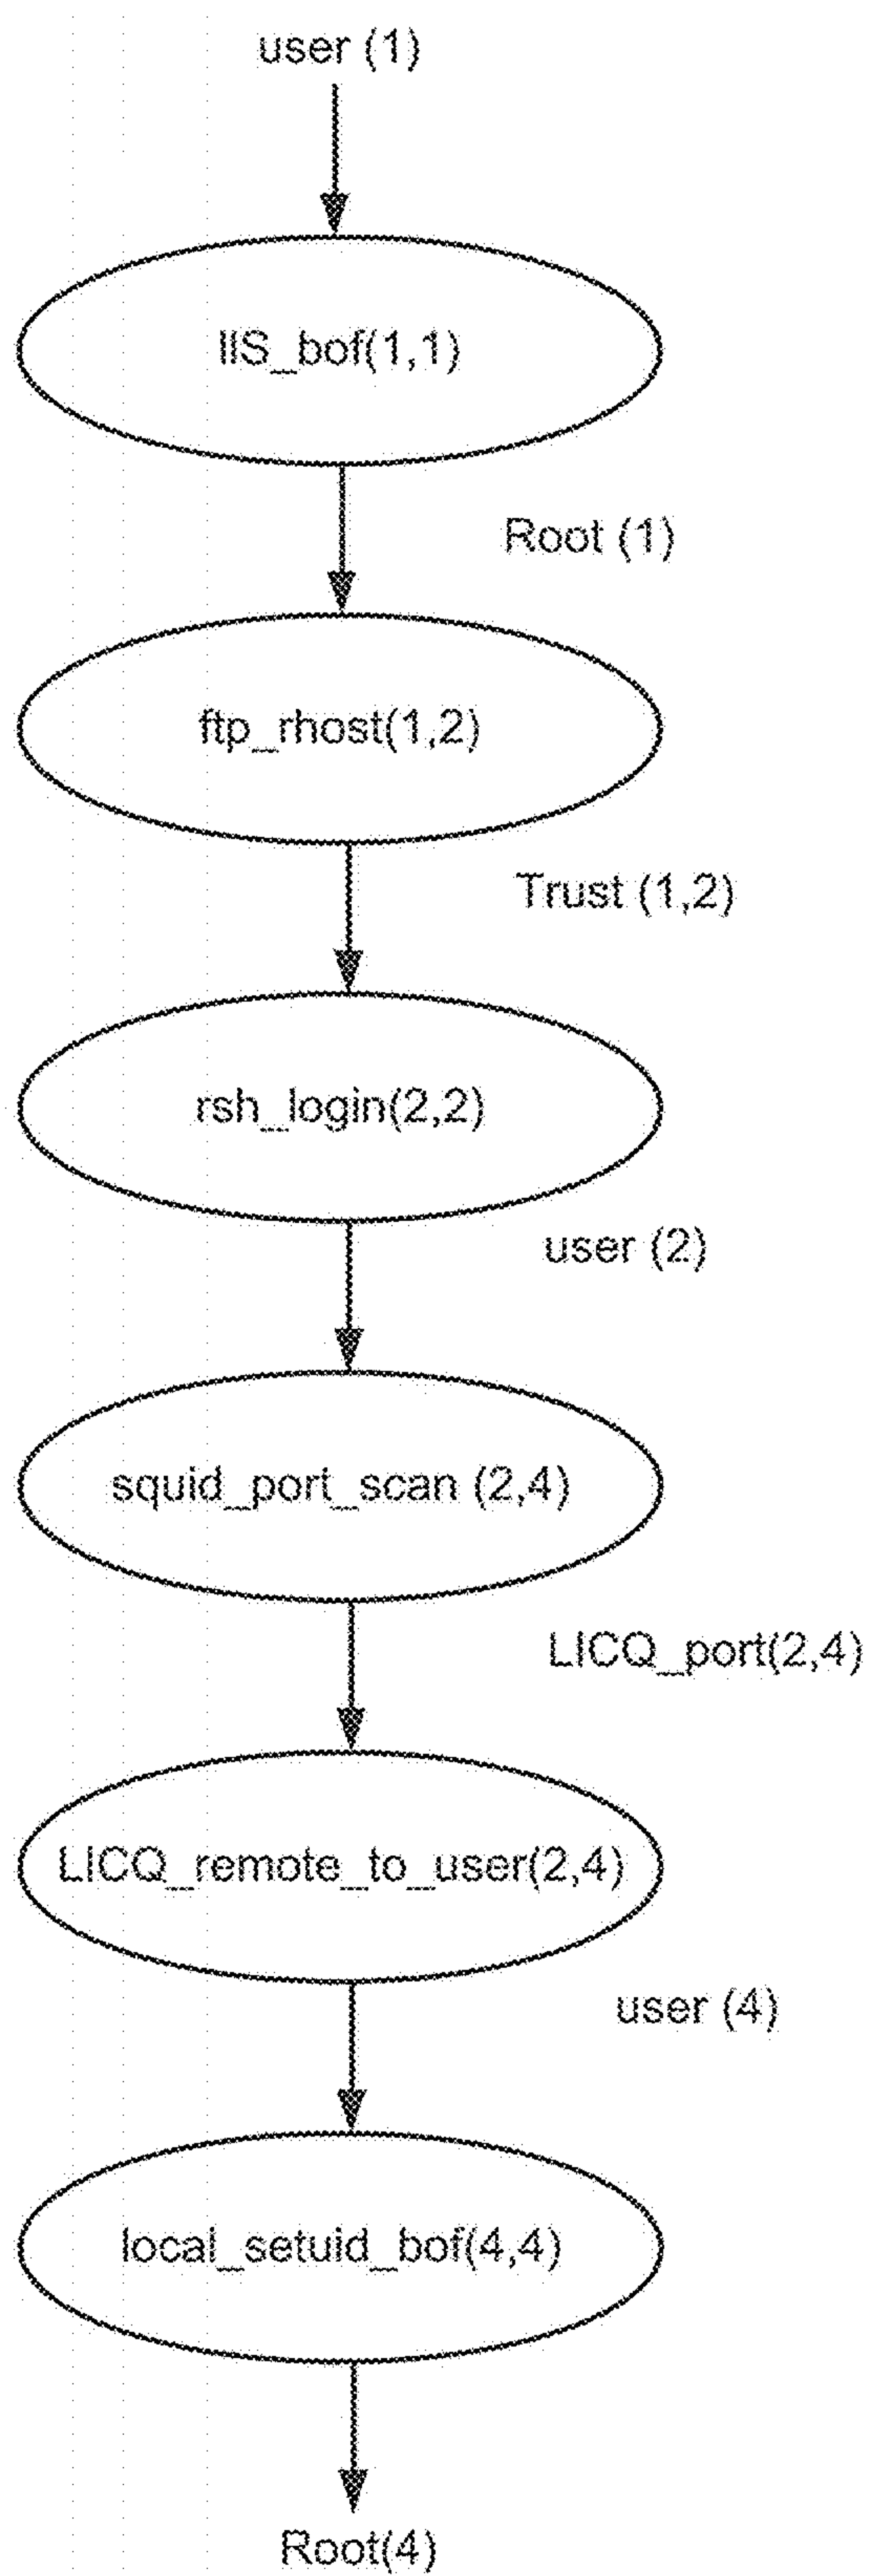 user (1)
IIS_bof(1,1)
Root (1)
ftp_rhost(1,2)
Trust (1,2)
rsh_login(2,2)
user (2)
squid_port_scan (2,4)
LICQ_port(2,4)
LICQ_remote_to_user(2,4)
user (4)
local_setuid_bof(4,4)
Root(4)